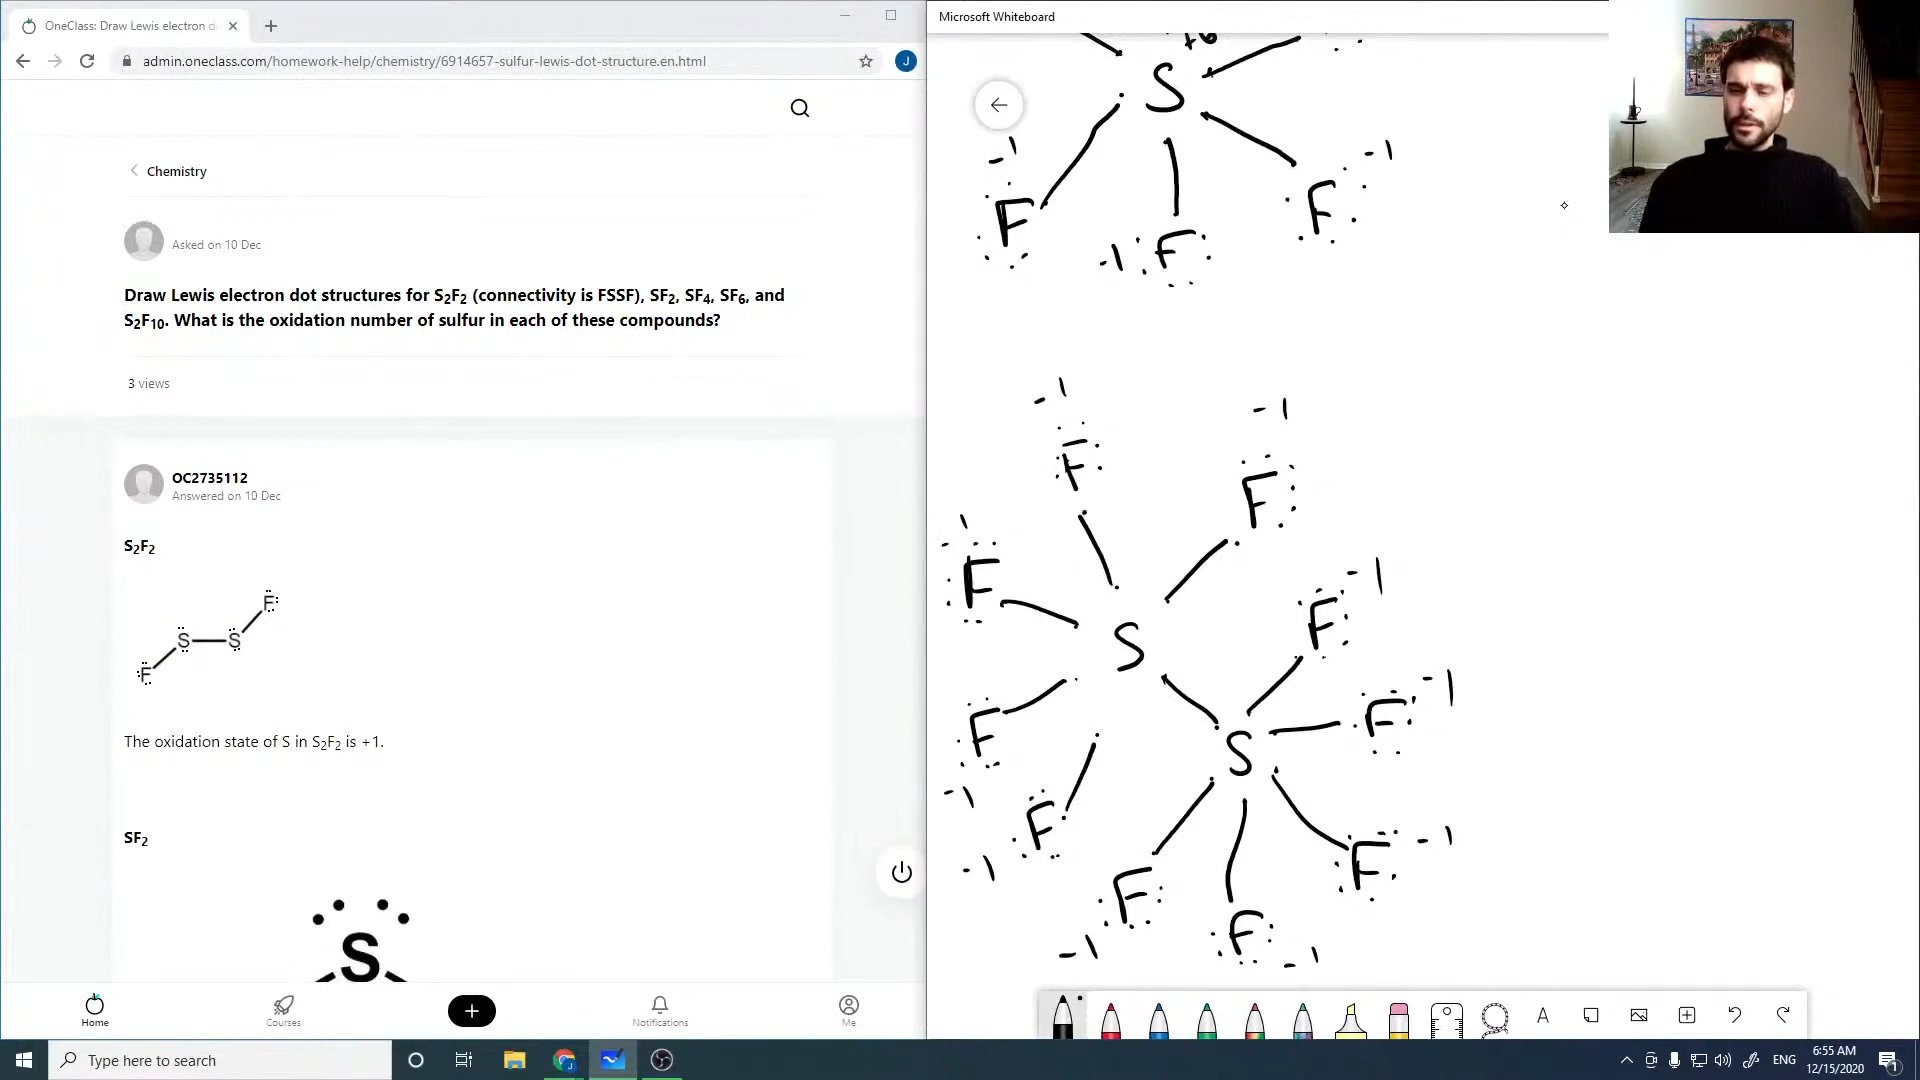 OneClass: Draw Lewis electron d
admin.oneclass.com/homework-help/chemistry/6914657-sulfur-lewis-dot-structure.en.html
J
Chemistry
Asked on 10 Dec
Draw Lewis electron dot structures for S₂F₂ (connectivity is FSSF), SF₂, SF₄, SF₆, and
S₂F₁₀. What is the oxidation number of sulfur in each of these compounds?
3 views
OC2735112
Answered on 10 Dec
S₂F₂
F
S S
F
The oxidation state of S in S₂F₂ is +1.
SF₂
S
Home
Courses
Notifications
Me
Microsoft Whiteboard
+6
S
-1
-1
F
F
-1 F
-1
-1
F
F
-1
F
-1
F
S
-1
F
F
S
-1
F
-1
F
-1
F
-1
F
-1
F
-1
A
Type here to search
ENG
6:55 AM
12/15/2020
1